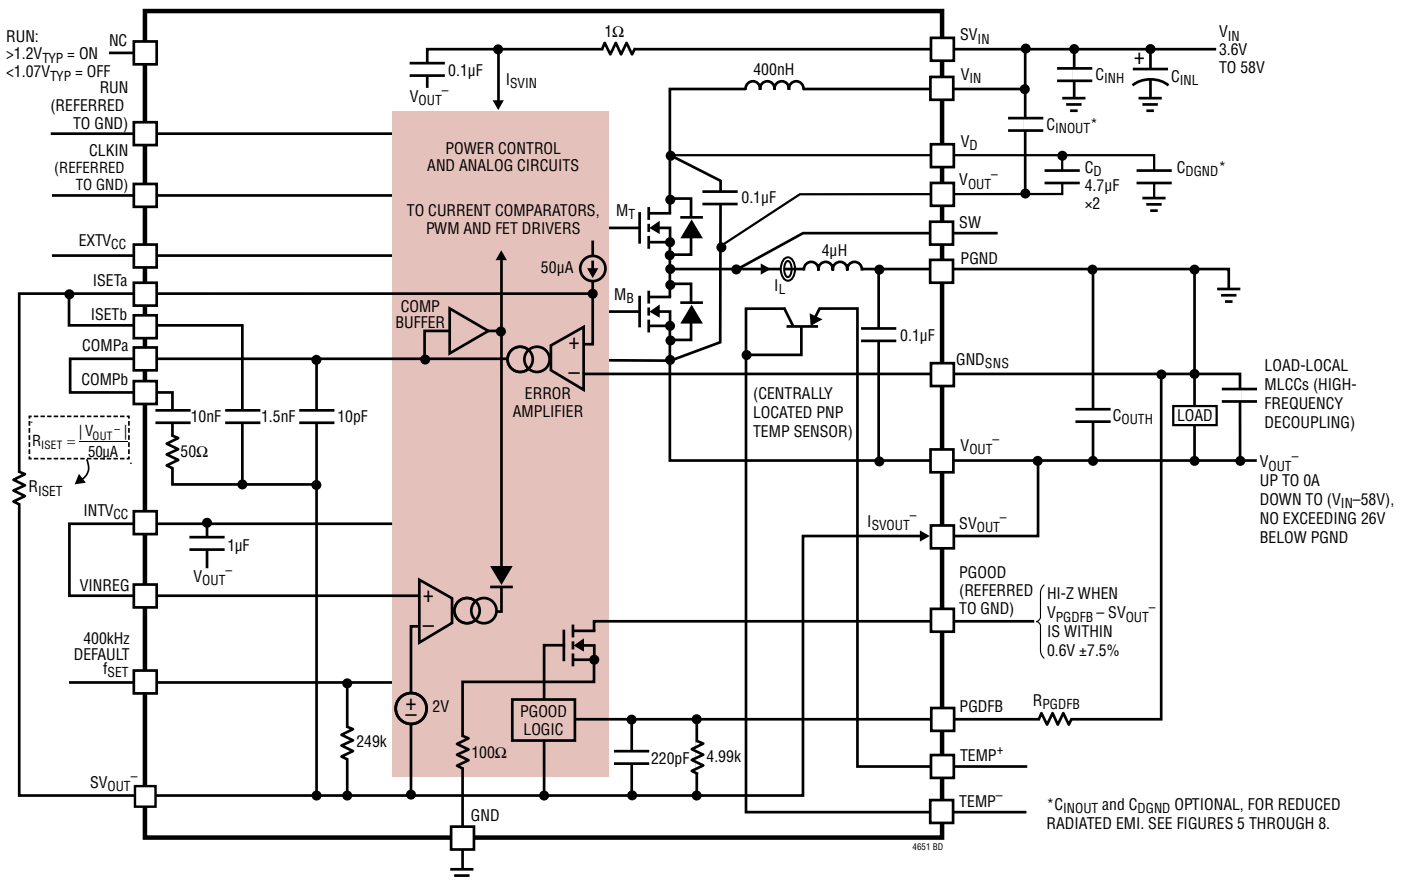 RUN:
>1.2VTYP = ON
<1.07VTYP = OFF
NC
RUN
(REFERRED
TO GND)
CLKIN
(REFERRED
TO GND)
EXTVCC
ISETa
ISETb
COMPa
COMPb
RISET = | VOUT– |
50µA
RISET
10nF
50Ω
1.5nF
10pF
INTVCC
1µF
VOUT–
VINREG
400kHz
DEFAULT
fSET
249k
SVOUT–
0.1µF
VOUT–
ISVIN
1Ω
POWER CONTROL
AND ANALOG CIRCUITS
TO CURRENT COMPARATORS,
PWM AND FET DRIVERS
50µA
COMP
BUFFER
+
–
ERROR
AMPLIFIER
+
–
+
–
2V
100Ω
PGOOD
LOGIC
GND
400nH
0.1µF
MT
MB
IL
4µH
0.1µF
(CENTRALLY
LOCATED PNP
TEMP SENSOR)
ISVOUT–
220pF
4.99k
SVIN
VIN
VD
VOUT–
SW
PGND
GNDSNS
VOUT–
SVOUT–
PGOOD
(REFERRED
TO GND)
HI-Z WHEN
VPGDFB – SVOUT–
IS WITHIN
0.6V ±7.5%
PGDFB
RPGDFB
TEMP+
TEMP–
VIN
3.6V
TO 58V
CINH
+
CINL
CINOUT*
CD
4.7µF
×2
CDGND*
COUTH
LOAD
LOAD-LOCAL
MLCCs (HIGH-
FREQUENCY
DECOUPLING)
VOUT–
UP TO 0A
DOWN TO (VIN–58V),
NO EXCEEDING 26V
BELOW PGND
*CINOUT and CDGND OPTIONAL, FOR REDUCED
RADIATED EMI. SEE FIGURES 5 THROUGH 8.
4651 BD